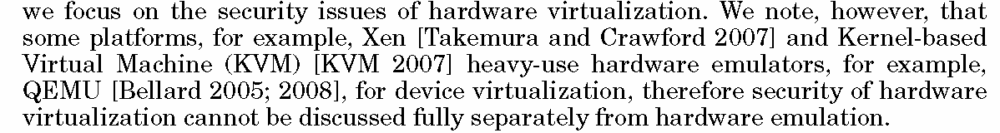 we focus on the security issues of hardware virtualization. We note, however, that
some platforms, for example, Xen [Takemura and Crawford 2007] and Kernel-based
Virtual Machine (KVM) [KVM 2007] heavy-use hardware emulators, for example,
QEMU [Bellard 2005; 2008], for device virtualization, therefore security of hardware
virtualization cannot be discussed fully separately from hardware emulation.